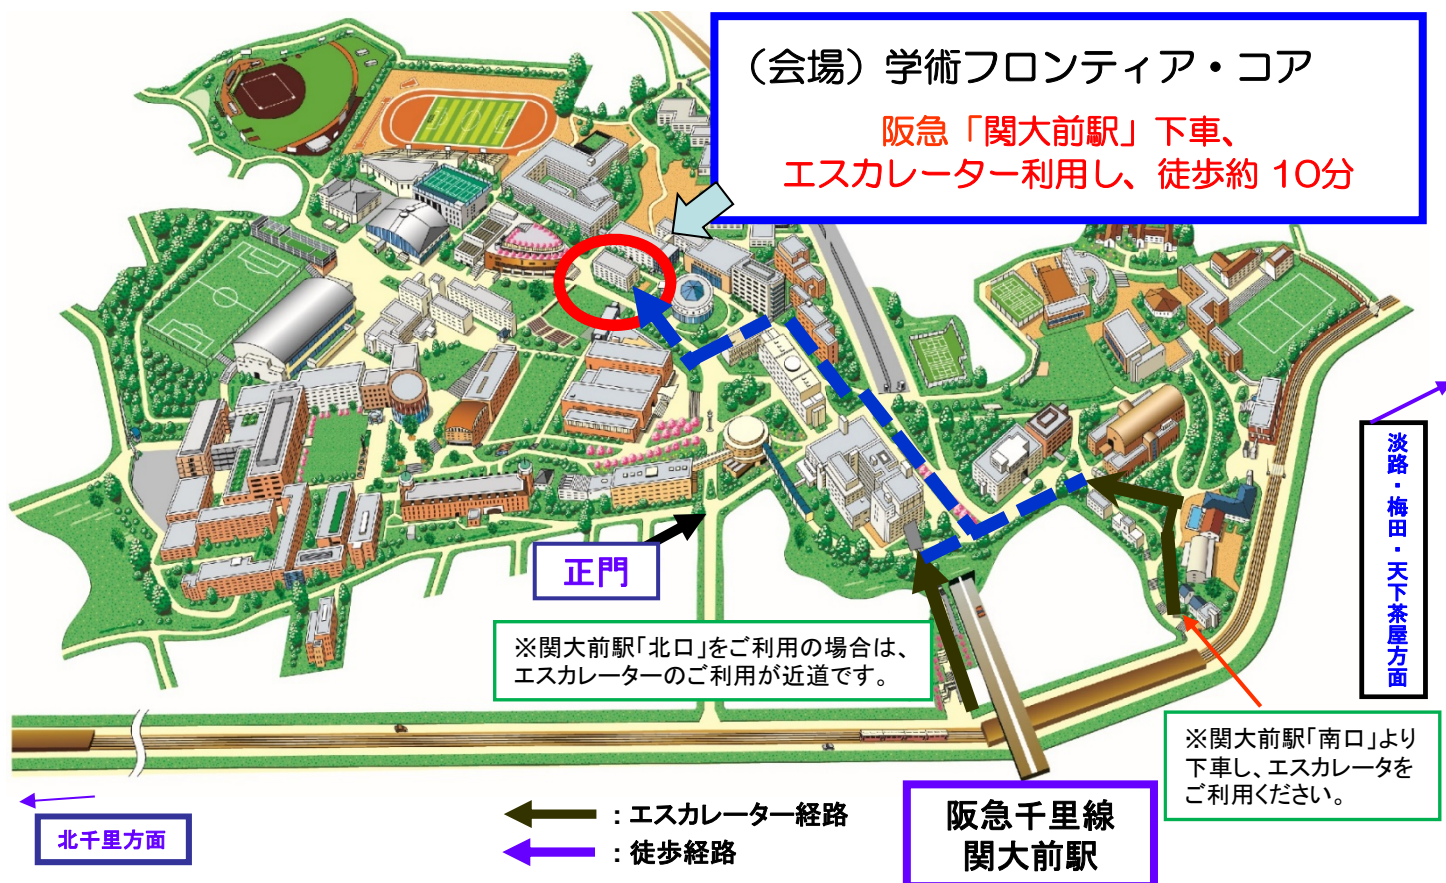 （会場）学術フロンティア・コア
阪急「関大前駅」下車、
エスカレーター利用し、徒歩約 10分
淡路・梅田・天下茶屋方面
正門
※関大前駅「北口」をご利用の場合は、
エスカレーターのご利用が近道です。
※関大前駅「南口」より
下車し、エスカレータを
ご利用ください。
北千里方面
：エスカレーター経路
：徒歩経路
阪急千里線
関大前駅